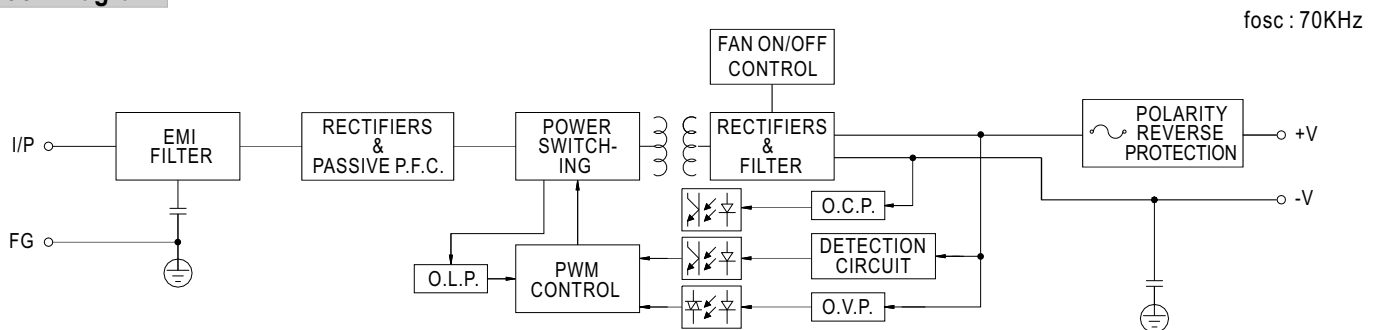 fosc : 70KHz
FAN ON/OFF
CONTROL
I/P
EMI
FILTER
RECTIFIERS
&
PASSIVE P.F.C.
POWER
SWITCH-
ING
RECTIFIERS
&
FILTER
POLARITY
REVERSE
PROTECTION
+V
-V
O.C.P.
FG
DETECTION
CIRCUIT
O.L.P.
PWM
CONTROL
O.V.P.